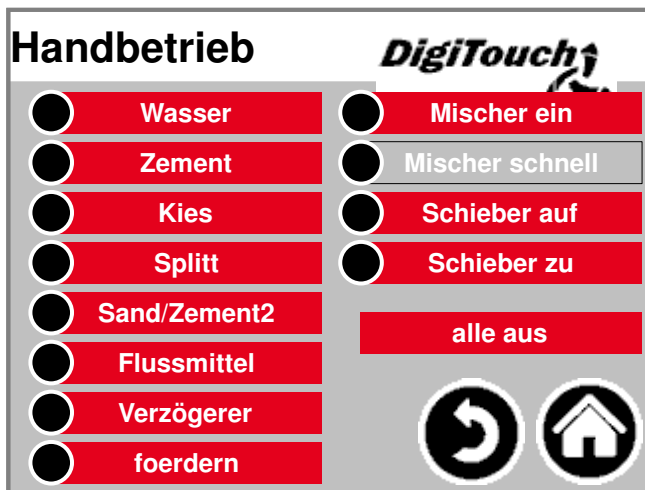 Handbetrieb
DigiTouch
Wasser
Zement
Kies
Splitt
Sand/Zement2
Flussmittel
Verzögerer
foerdern
Mischer ein
Mischer schnell
Schieber auf
Schieber zu
alle aus